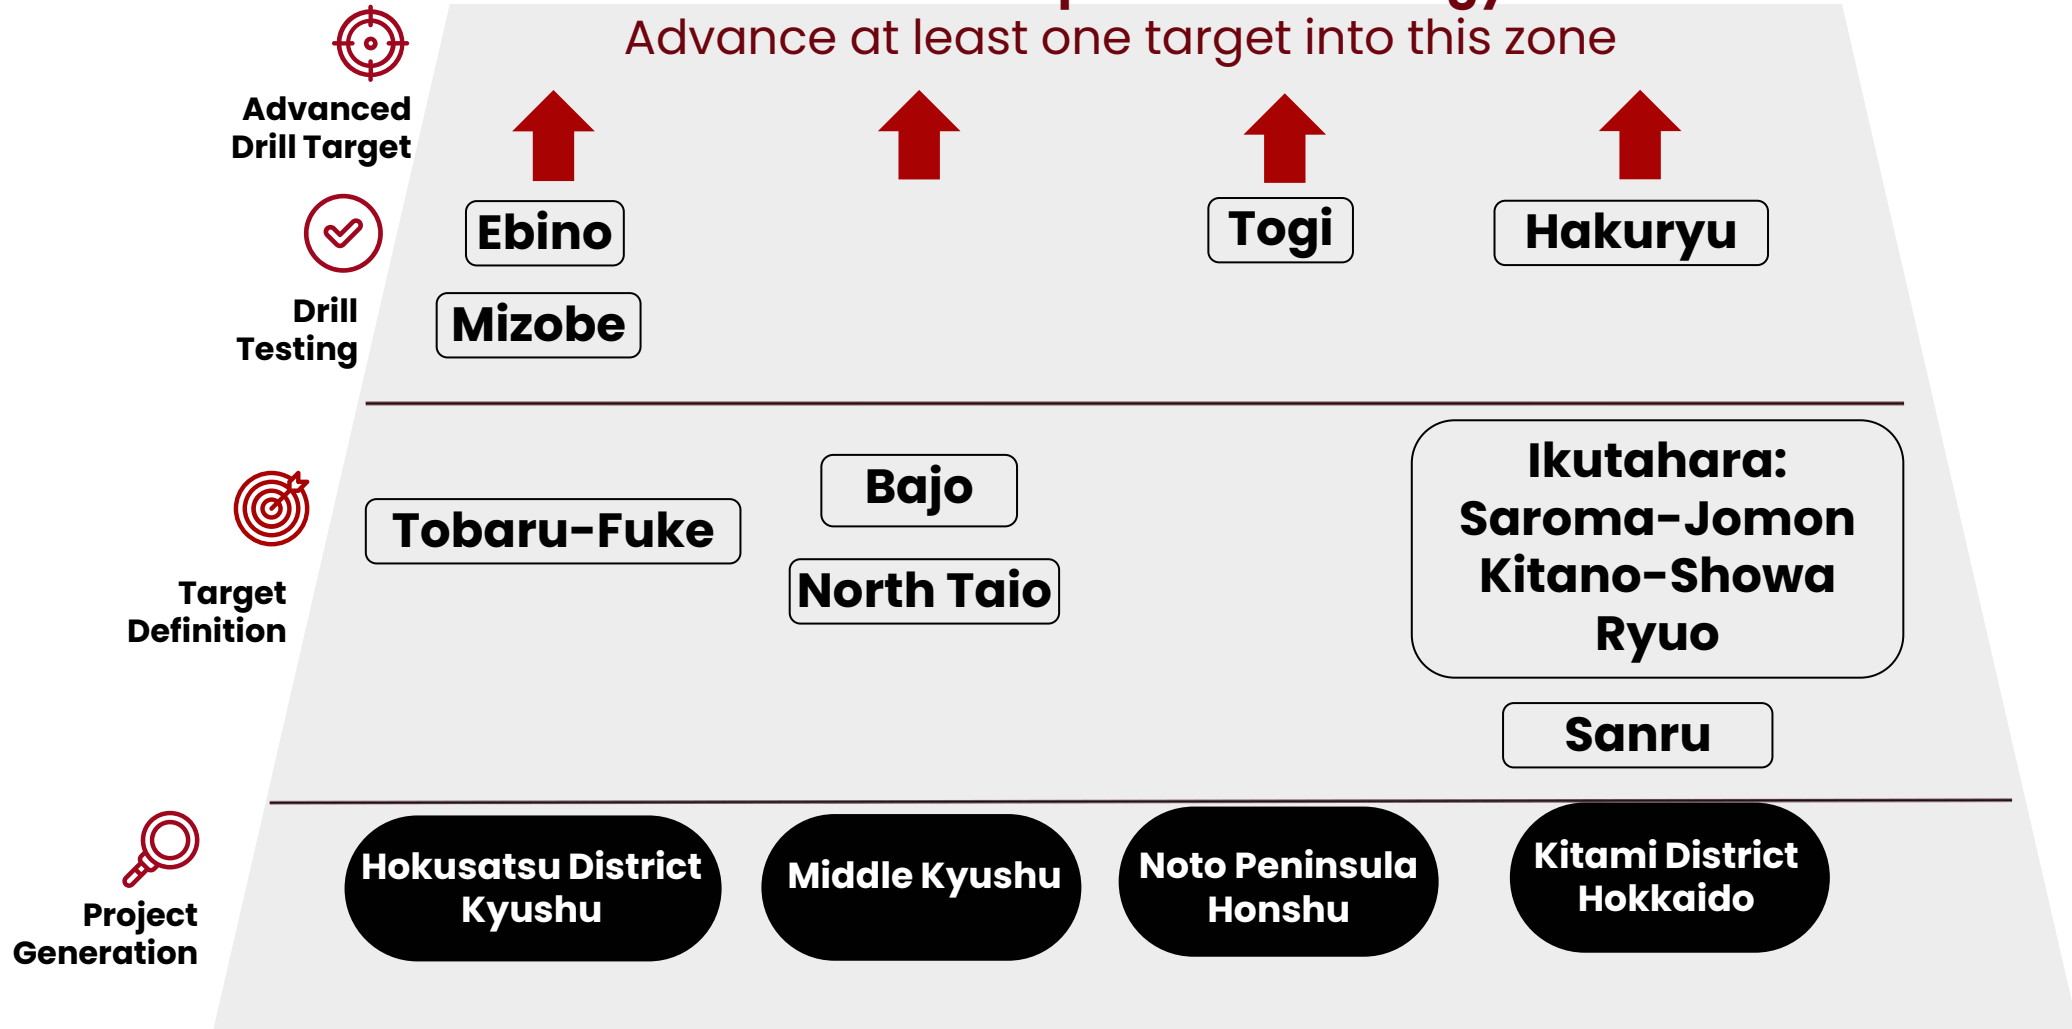 Advance at least one target into this zone
Advanced
Drill Target
Ebino
Togi
Hakuryu
Mizobe
Drill
Testing
Ikutahara:
Saroma-Jomon
Kitano-Showa
Ryuo
Bajo
Tobaru-Fuke
North Taio
Target
Definition
Sanru
Hokusatsu District
Kyushu
Middle Kyushu
Noto Peninsula
Honshu
Kitami District
Hokkaido
Project
Generation